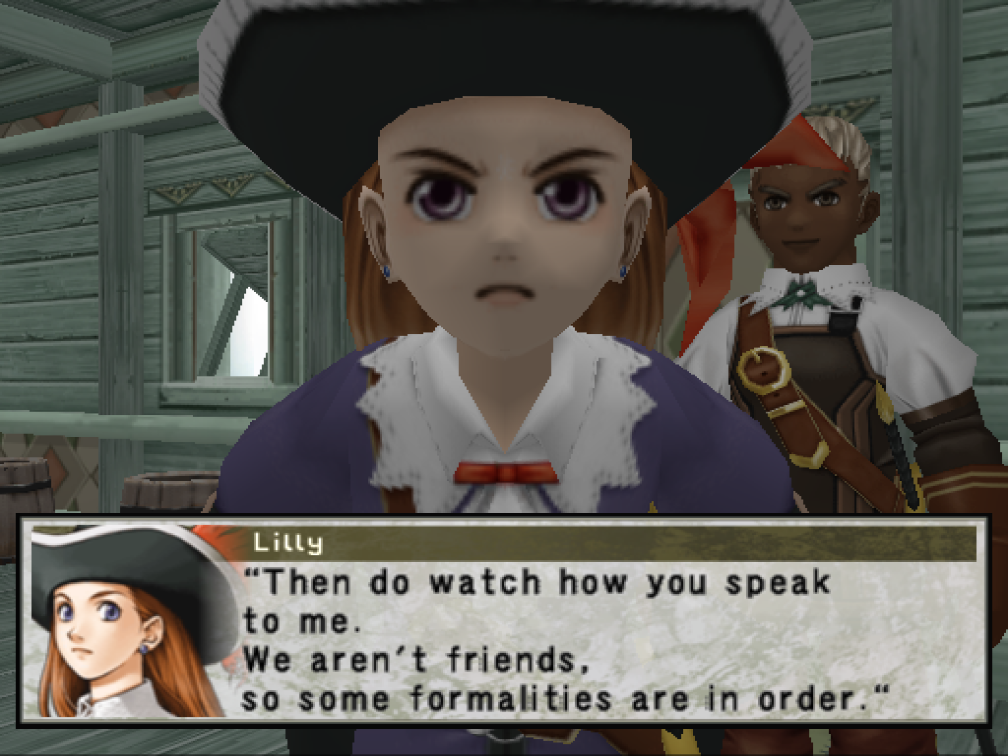 Lilly
“Then do watch how you speak
to me.
We aren't friends,
so some formalities are in order.“